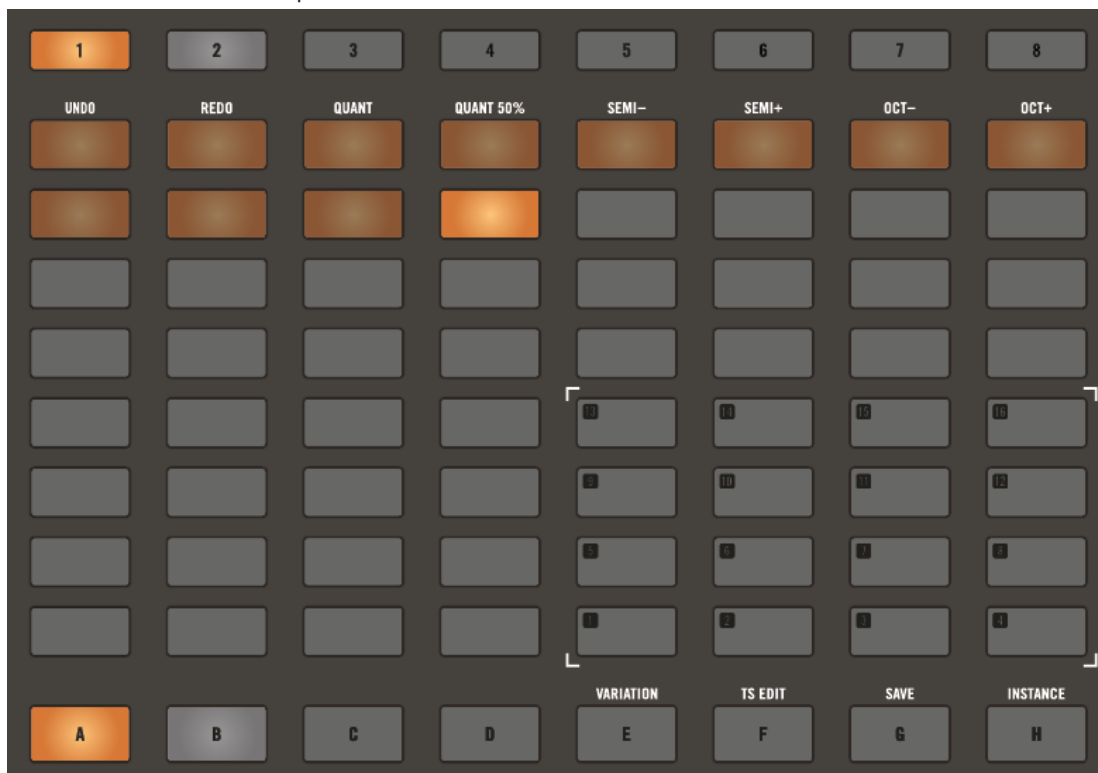 1 2 3 4 5 6 7 8
UNDO REDO QUANT QUANT 50% SEMI– SEMI+ OCT– OCT+
13 14 15 16
9 10 11 12
5 6 7 8
1 2 3 4
VARIATION TS EDIT SAVE INSTANCE
A B C D E F G H